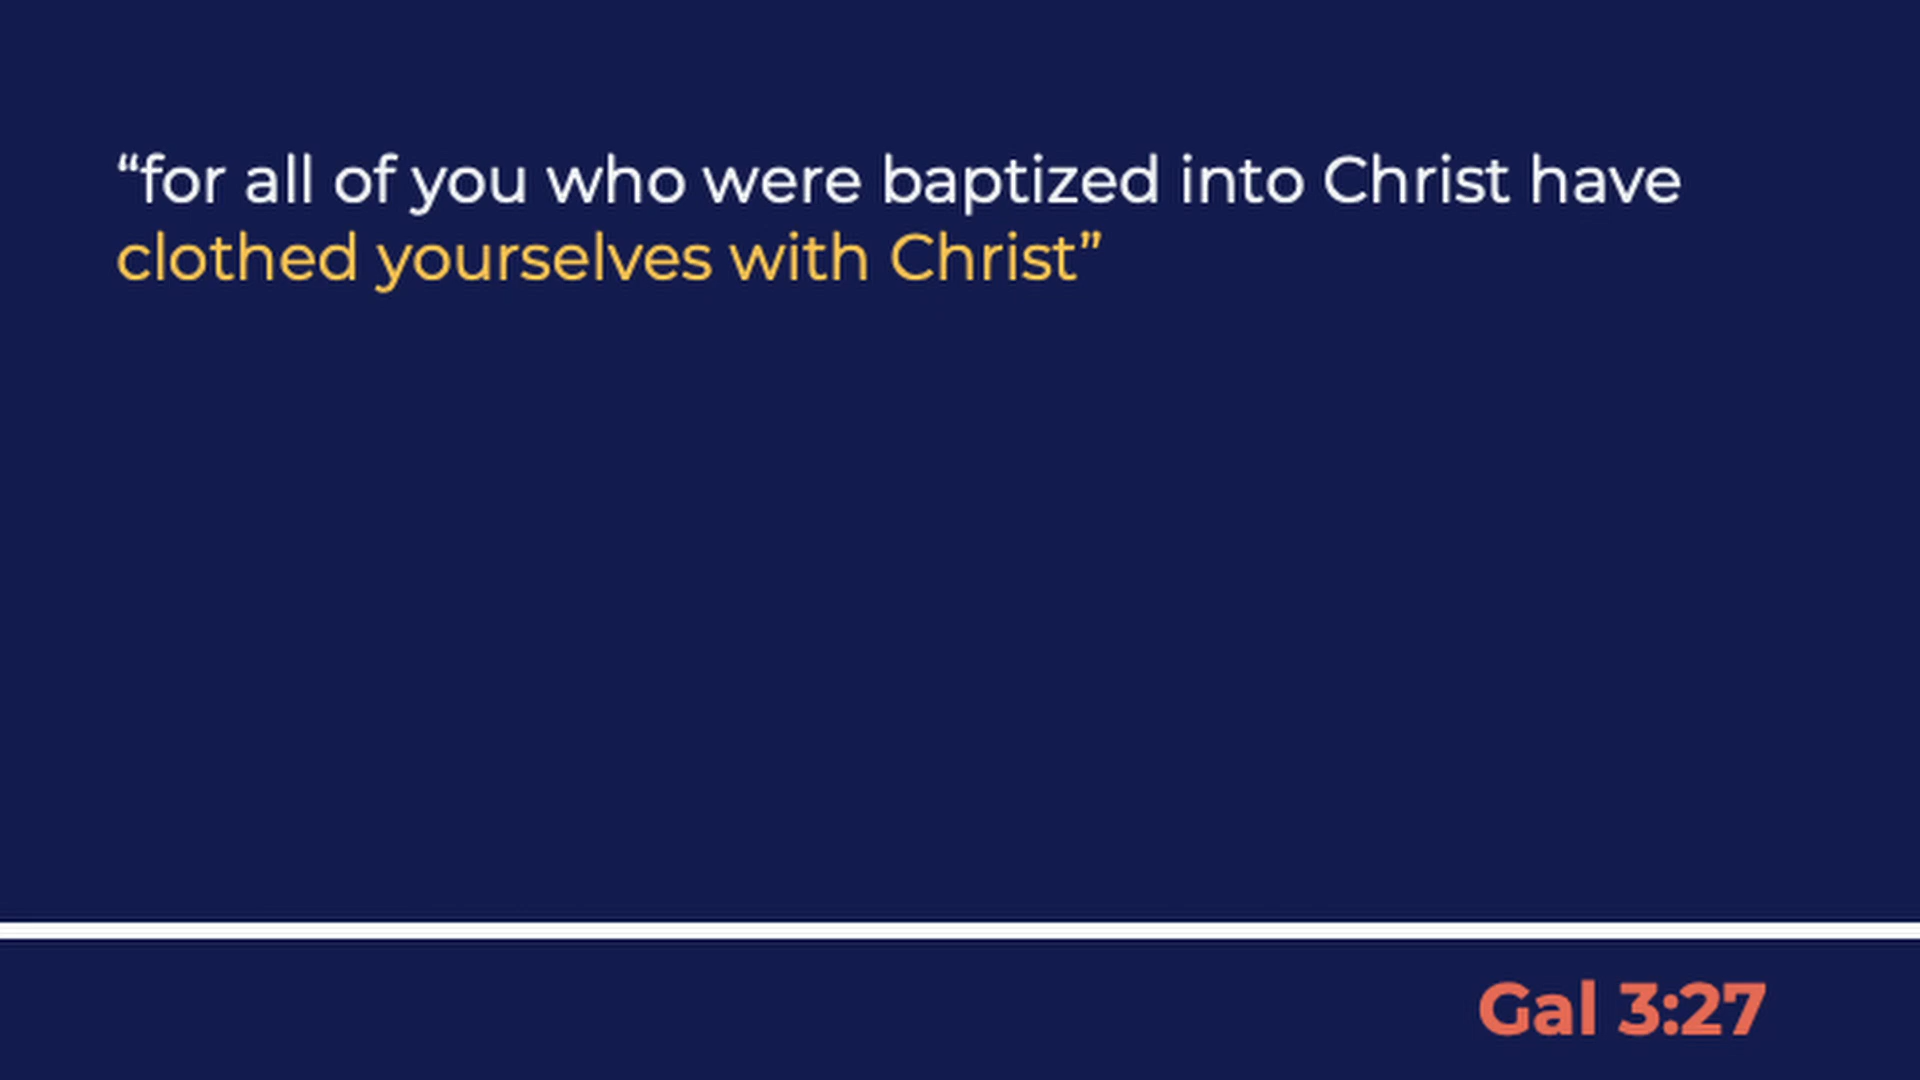 “for all of you who were baptized into Christ have
clothed yourselves with Christ”
Gal 3:27